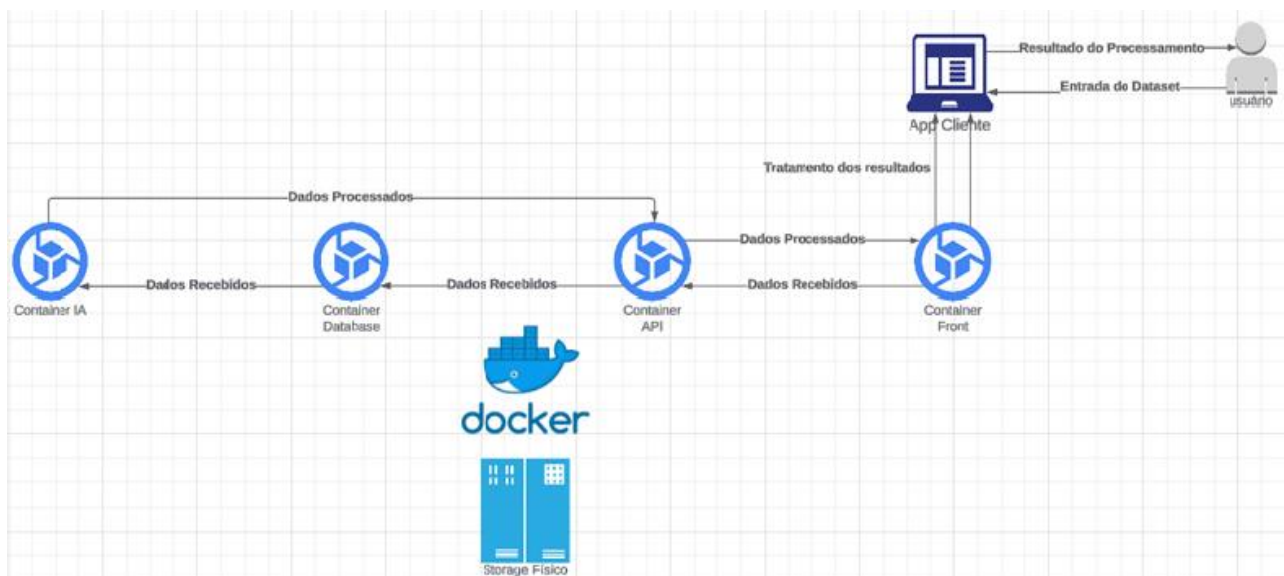 Resultado do Processamento
Entrada do Dataset
usuário
App Cliente
Tratamento dos resultados
Dados Processados
Dados Processados
Dados Recebidos
Dados Recebidos
Dados Recebidos
Container IA
Container
Database
Container
API
Container
Front
docker
Storage Físico